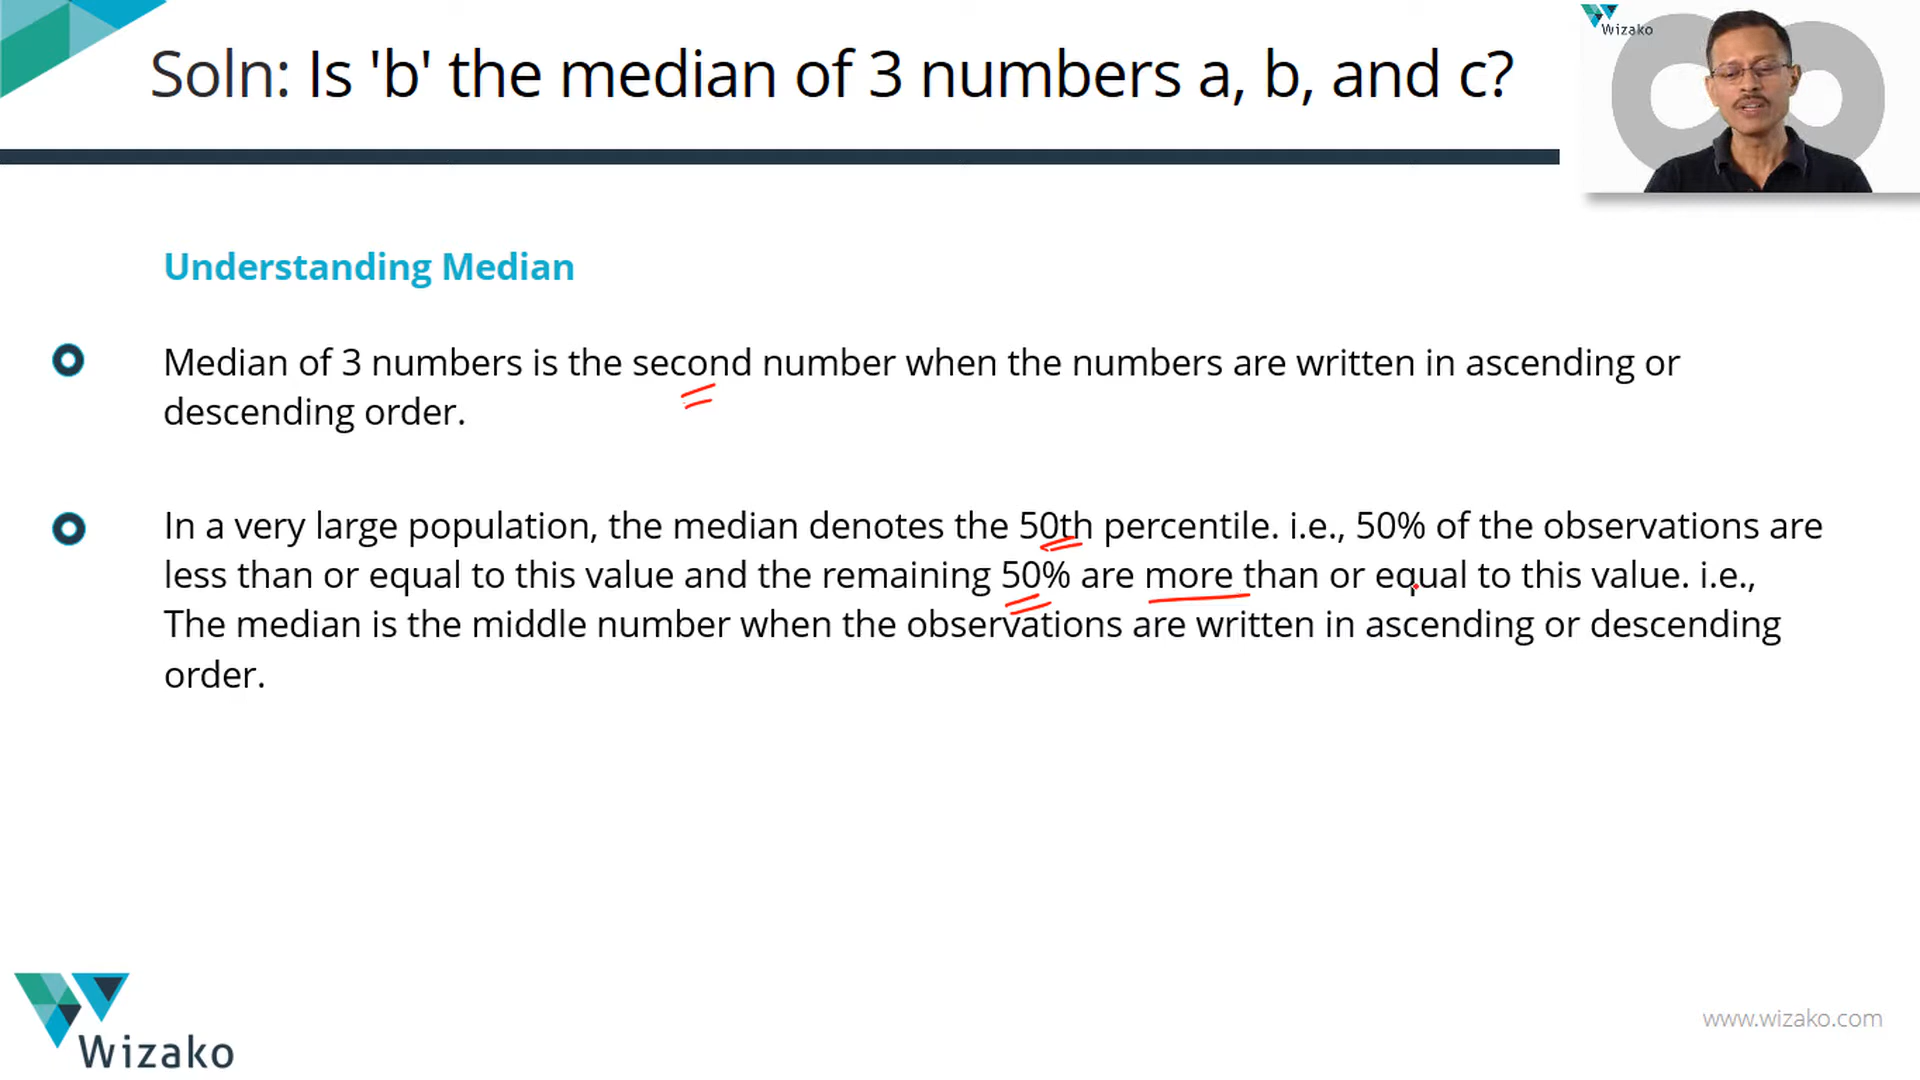 Soln: Is 'b' the median of 3 numbers a, b, and c?
Wizako
Understanding Median
Median of 3 numbers is the second number when the numbers are written in ascending or
descending order.
In a very large population, the median denotes the 50th percentile. i.e., 50% of the observations are
less than or equal to this value and the remaining 50% are more than or equal to this value. i.e.,
The median is the middle number when the observations are written in ascending or descending
order.
www.wizako.com
Wizako